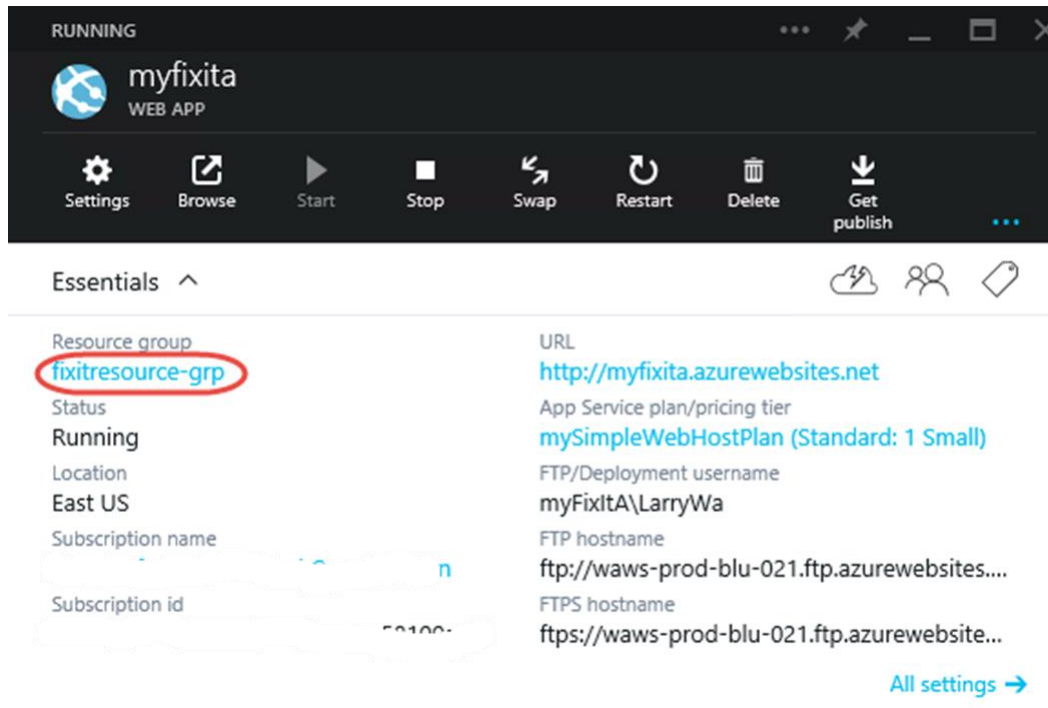 RUNNING
myfixita
WEB APP
Settings
Browse
Start
Stop
Swap
Restart
Delete
Get publish
Essentials
Resource group
fixitresource-grp
Status
Running
Location
East US
Subscription name
Subscription id
URL
http://myfixita.azurewebsites.net
App Service plan/pricing tier
mySimpleWebHostPlan (Standard: 1 Small)
FTP/Deployment username
myFixItA\LarryWa
FTP hostname
ftp://waws-prod-blu-021.ftp.azurewebsites....
FTPS hostname
ftps://waws-prod-blu-021.ftp.azurewebsite...
All settings